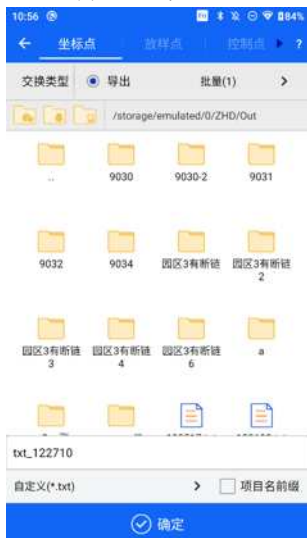 10:56
84%
坐标点 放样点 控制点 ?
交换类型 导出 批量(1) >
/storage/emulated/0/ZHD/Out
.. 9030 9030-2 9031
9032 9034 园区3有断链 园区3有断链
2
园区3有断链 园区3有断链 园区3有断链 a
3 4 6
txt_122710
自定义(*.txt) > 项目名前缀
确定